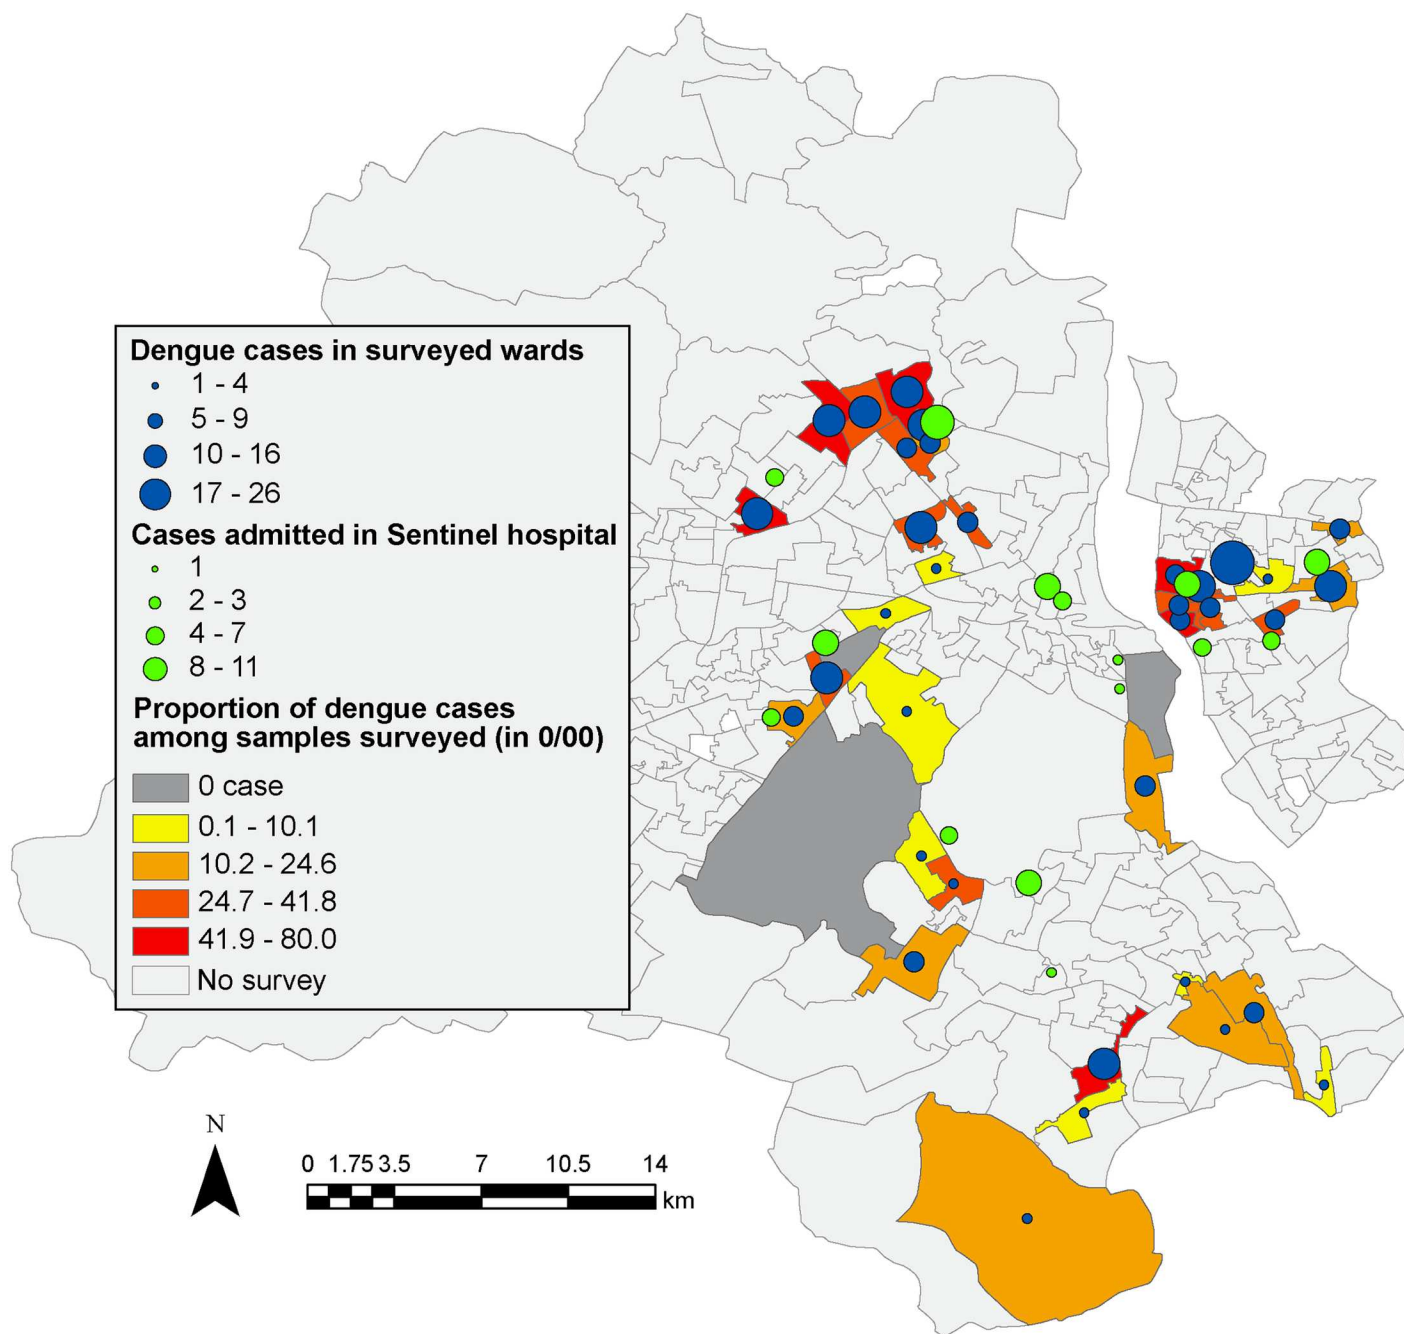 Dengue cases in surveyed wards
1 - 4
5 - 9
10 - 16
17 - 26
Cases admitted in Sentinel hospital
1
2 - 3
4 - 7
8 - 11
Proportion of dengue cases
among samples surveyed (in 0/00)
0 case
0.1 - 10.1
10.2 - 24.6
24.7 - 41.8
41.9 - 80.0
No survey
N
0 1.75 3.5 7 10.5 14
km